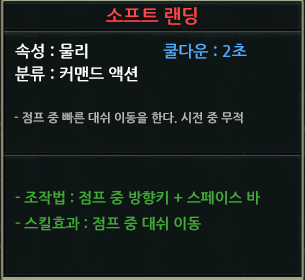 소프트 랜딩
속성 : 물리 쿨다운 : 2초
분류 : 커맨드 액션
- 점프 중 빠른 대쉬 이동을 한다. 시전 중 무적
- 조작법 : 점프 중 방향키 + 스페이스 바
- 스킬효과 : 점프 중 대쉬 이동